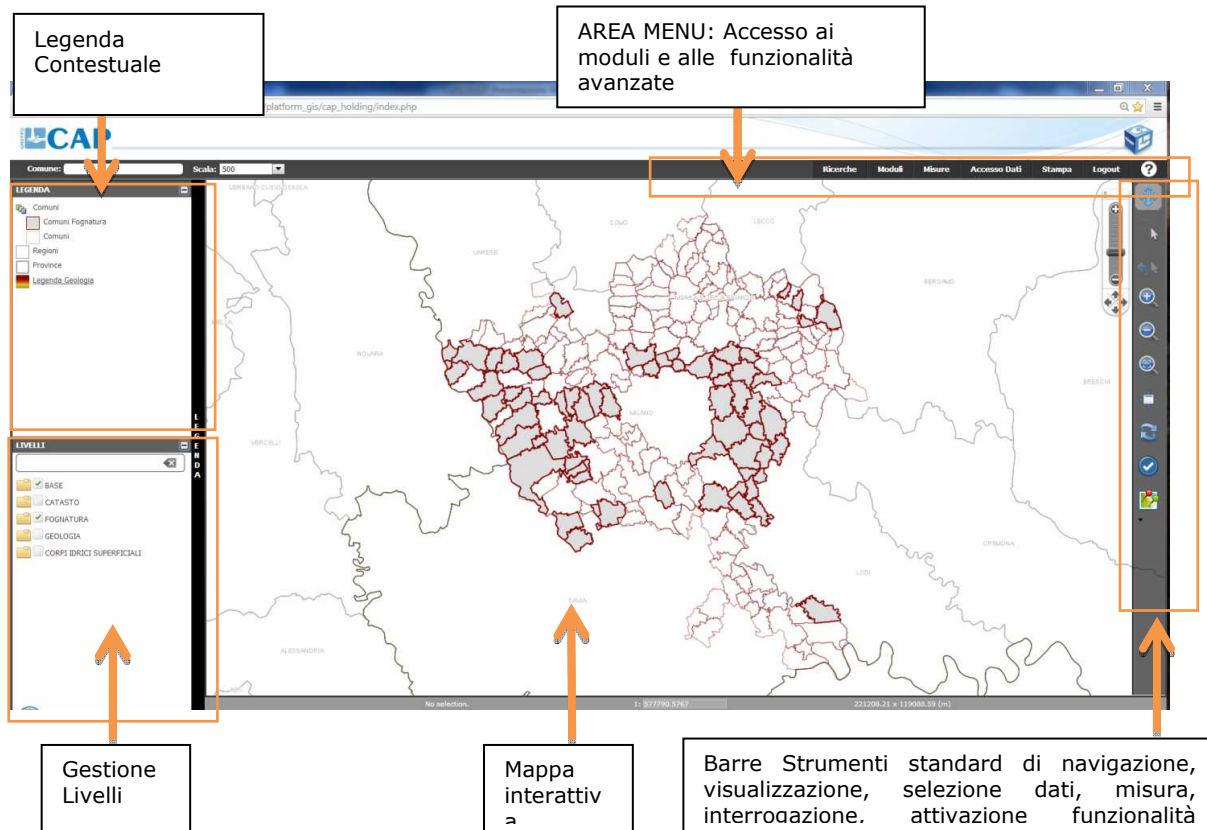 Legenda
Contestuale
AREA MENU: Accesso ai
moduli e alle funzionalità
avanzate
/platform_gis/cap_holding/index.php
GRUPPO
CAP
Comune:
Scala: 500
Ricerche Moduli Misure Accesso Dati Stampa Logout ?
LEGENDA
Comuni
Comuni Fognatura
Comuni
Regioni
Province
Legenda Geologia
LIVELLI
BASE
CATASTO
FOGNATURA
GEOLOGIA
CORPI IDRICI SUPERFICIALI
LEGENDA
COMO
LECCO
VARESE
BERGAMO
NOVARA
BRESCIA
MILANO
VERCELLI
CREMONA
LODI
PAVIA
ALESSANDRIA
No selection.
1: 577790.5767
221208.21 x 119088.59 (m)
Gestione
Livelli
Mappa
interattiv
a
Barre Strumenti standard di navigazione,
visualizzazione, selezione dati, misura,
interrogazione, attivazione funzionalità